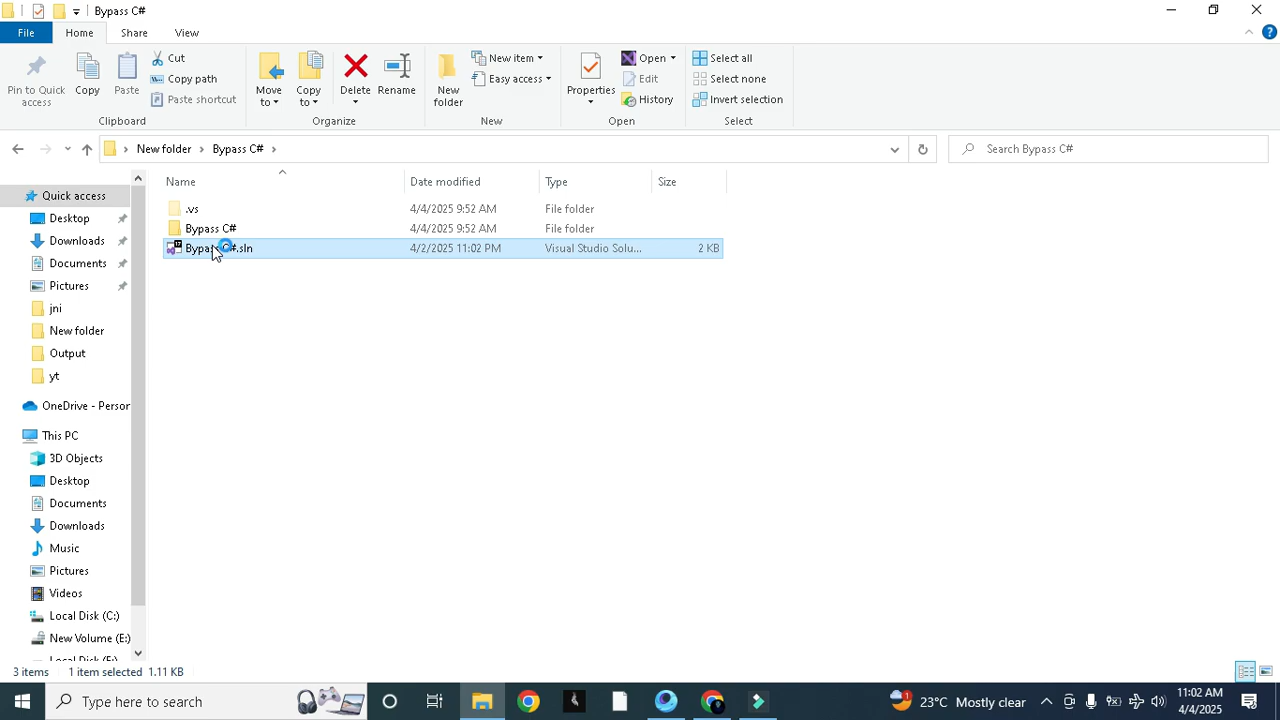 Bypass C#
File Home Share View
Pin to Quick access
Copy
Paste
Cut
Copy path
Paste shortcut
Clipboard
Move to
Copy to
Delete
Rename
Organize
New folder
New item
Easy access
New
Properties
Open
Edit
History
Open
Select all
Select none
Invert selection
Select
New folder Bypass C#
Search Bypass C#
Name Date modified Type Size
.vs 4/4/2025 9:52 AM File folder
Bypass C# 4/4/2025 9:52 AM File folder
Bypass C#.sln 4/2/2025 11:02 PM Visual Studio Solu... 2 KB
Quick access
Desktop
Downloads
Documents
Pictures
jni
New folder
Output
yt
OneDrive - Person
This PC
3D Objects
Desktop
Documents
Downloads
Music
Pictures
Videos
Local Disk (C:)
New Volume (E:)
3 items 1 item selected 1.11 KB
Type here to search
1
23°C Mostly clear
11:02 AM
4/4/2025